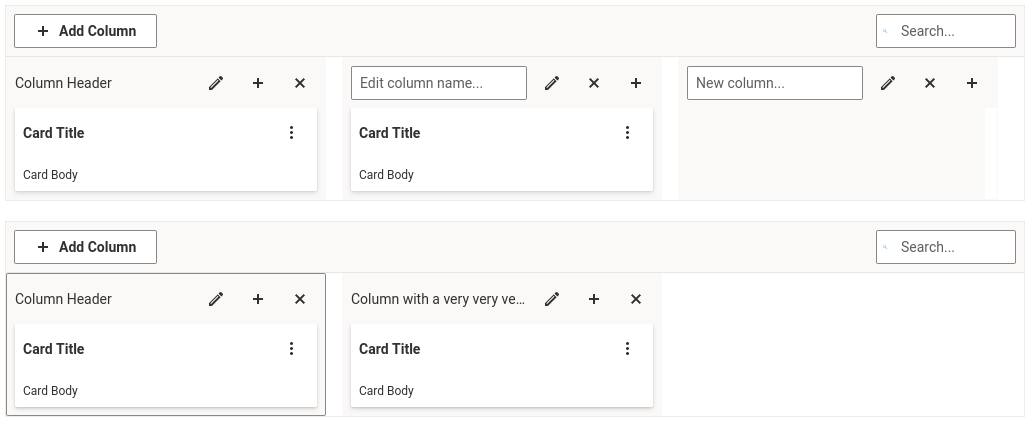 Add Column
Search...
Column Header
Edit column name...
New column...
Card Title
Card Title
Card Body
Card Body
Add Column
Search...
Column Header
Column with a very very ve...
Card Title
Card Title
Card Body
Card Body